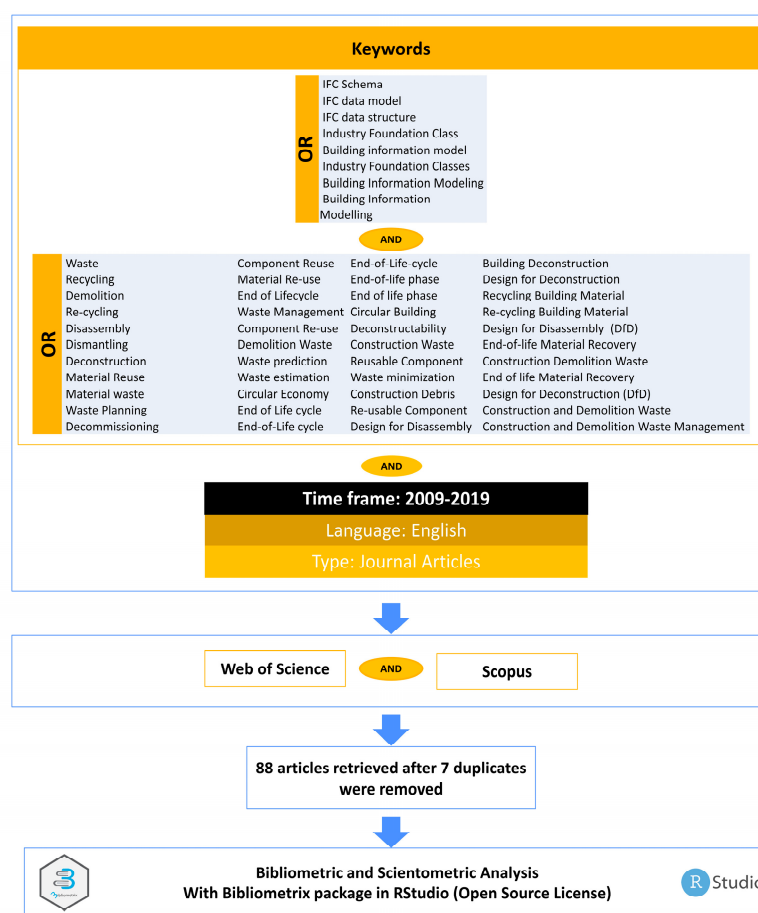 Keywords
OR
IFC Schema
IFC data model
IFC data structure
Industry Foundation Class
Building information model
Industry Foundation Classes
Building Information Modeling
Building Information
Modelling
AND
OR
Waste Component Reuse End-of-Life-cycle Building Deconstruction
Recycling Material Re-use End-of-life phase Design for Deconstruction
Demolition End of Lifecycle End of life phase Recycling Building Material
Re-cycling Waste Management Circular Building Re-cycling Building Material
Disassembly Component Re-use Deconstructability Design for Disassembly (DfD)
Dismantling Demolition Waste Construction Waste End-of-life Material Recovery
Deconstruction Waste prediction Reusable Component Construction Demolition Waste
Material Reuse Waste estimation Waste minimization End of life Material Recovery
Material waste Circular Economy Construction Debris Design for Deconstruction (DfD)
Waste Planning End of Life cycle Re-usable Component Construction and Demolition Waste
Decommissioning End-of-Life cycle Design for Disassembly Construction and Demolition Waste Management
AND
Time frame: 2009-2019
Language: English
Type: Journal Articles
Web of Science AND Scopus
88 articles retrieved after 7 duplicates
were removed
Bibliometric and Scientometric Analysis
With Bibliometrix package in RStudio (Open Source License)
R Studio